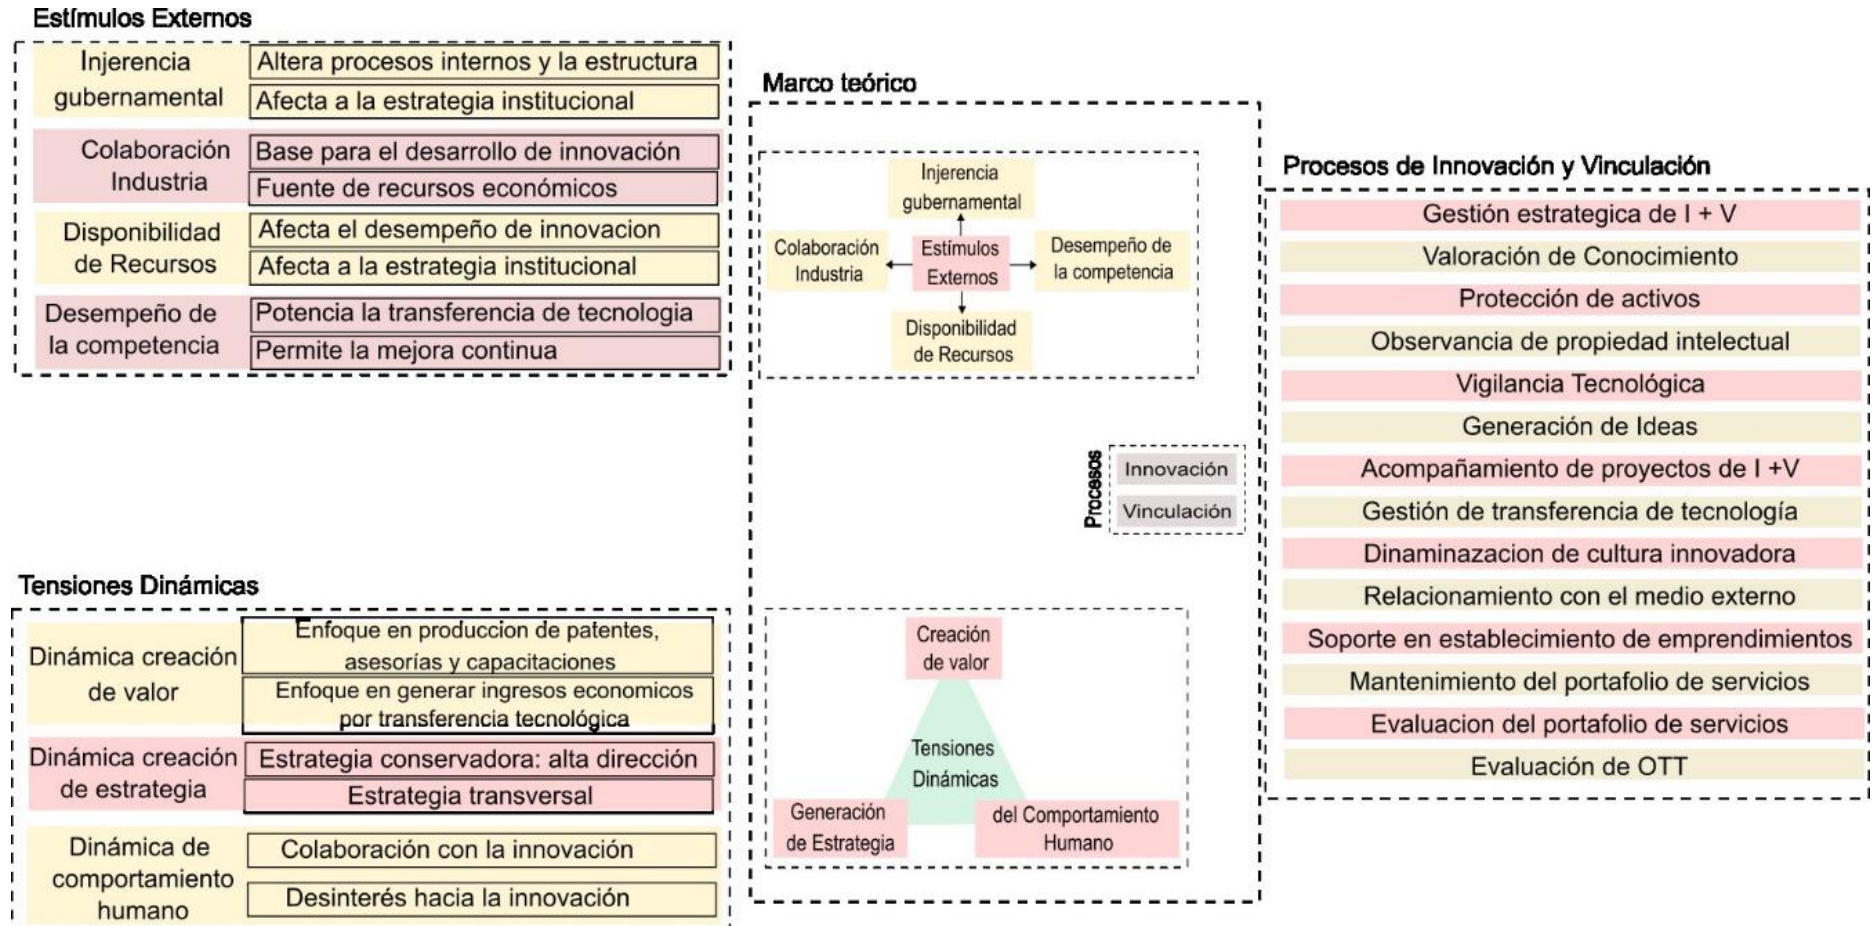 Estímulos Externos
Injerencia
gubernamental
Altera procesos internos y la estructura
Afecta a la estrategia institucional
Colaboración
Industria
Base para el desarrollo de innovación
Fuente de recursos económicos
Disponibilidad
de Recursos
Afecta el desempeño de innovacion
Afecta a la estrategia institucional
Desempeño de
la competencia
Potencia la transferencia de tecnologia
Permite la mejora continua
Tensiones Dinámicas
Dinámica creación
de valor
Enfoque en produccion de patentes,
asesorías y capacitaciones
Enfoque en generar ingresos economicos
por transferencia tecnológica
Dinámica creación
de estrategia
Estrategia conservadora: alta dirección
Estrategia transversal
Dinámica de
comportamiento
humano
Colaboración con la innovación
Desinterés hacia la innovación
Marco teórico
Injerencia
gubernamental
Colaboración
Industria
Estímulos
Externos
Desempeño de
la competencia
Disponibilidad
de Recursos
Procesos
Innovación
Vinculación
Creación
de valor
Tensiones
Dinámicas
Generación
de Estrategia
del Comportamiento
Humano
Procesos de Innovación y Vinculación
Gestión estrategica de I + V
Valoración de Conocimiento
Protección de activos
Observancia de propiedad intelectual
Vigilancia Tecnológica
Generación de Ideas
Acompañamiento de proyectos de I +V
Gestión de transferencia de tecnología
Dinaminazacion de cultura innovadora
Relacionamiento con el medio externo
Soporte en establecimiento de emprendimientos
Mantenimiento del portafolio de servicios
Evaluacion del portafolio de servicios
Evaluación de OTT